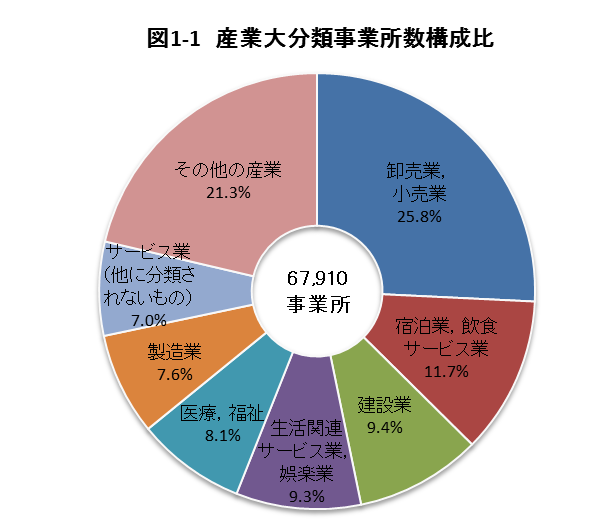 図1-1 産業大分類事業所数構成比
卸売業，
小売業
25.8%
宿泊業，飲食
サービス業
11.7%
建設業
9.4%
生活関連
サービス業，
娯楽業
9.3%
医療，福祉
8.1%
製造業
7.6%
サービス業
（他に分類さ
れないもの）
7.0%
その他の産業
21.3%
67,910
事業所